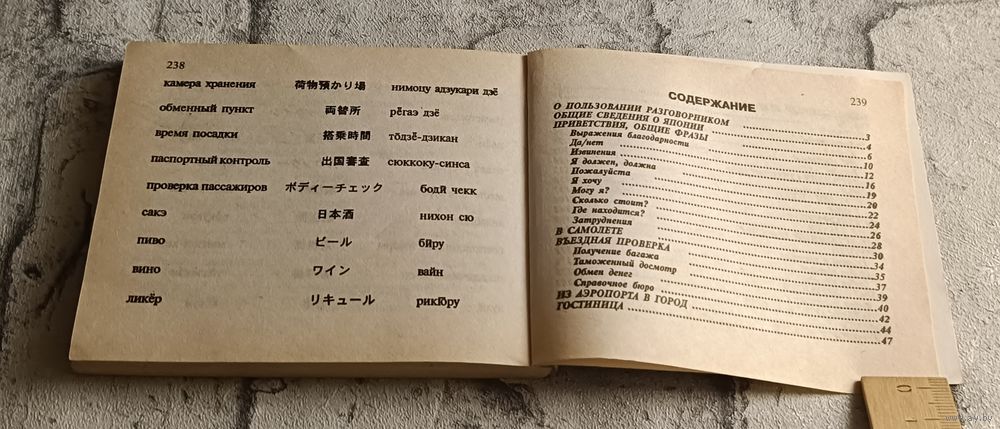 238
камера хранения 荷物預かり場 нимоцу адзукари дзё
обменный пункт 両替所 рёгаэ дзё
время посадки 搭乗時間 то̄дзё-дзикан
паспортный контроль 出国審査 сюккоку-синса
проверка пассажиров ボディーチェック бодӣ чекк
сакэ 日本酒 нихон сю
пиво ビール бӣру
вино ワイン вайн
ликёр リキュール рикю̄ру
239
СОДЕРЖАНИЕ
О ПОЛЬЗОВАНИИ РАЗГОВОРНИКОМ 3
ОБЩИЕ СВЕДЕНИЯ О ЯПОНИИ 4
ПРИВЕТСТВИЯ, ОБЩИЕ ФРАЗЫ 6
Выражения благодарности 10
Да/нет 12
Извинения 16
Я должен, должна 19
Пожалуйста 20
Я хочу 22
Могу я? 24
Сколько стоит? 26
Где находится? 28
Затруднения 34
В САМОЛЕТЕ 35
ВЪЕЗДНАЯ ПРОВЕРКА 37
Получение багажа 39
Таможенный досмотр 40
Обмен денег 42
Справочное бюро 44
ИЗ АЭРОПОРТА В ГОРОД 47
ГОСТИНИЦА
0